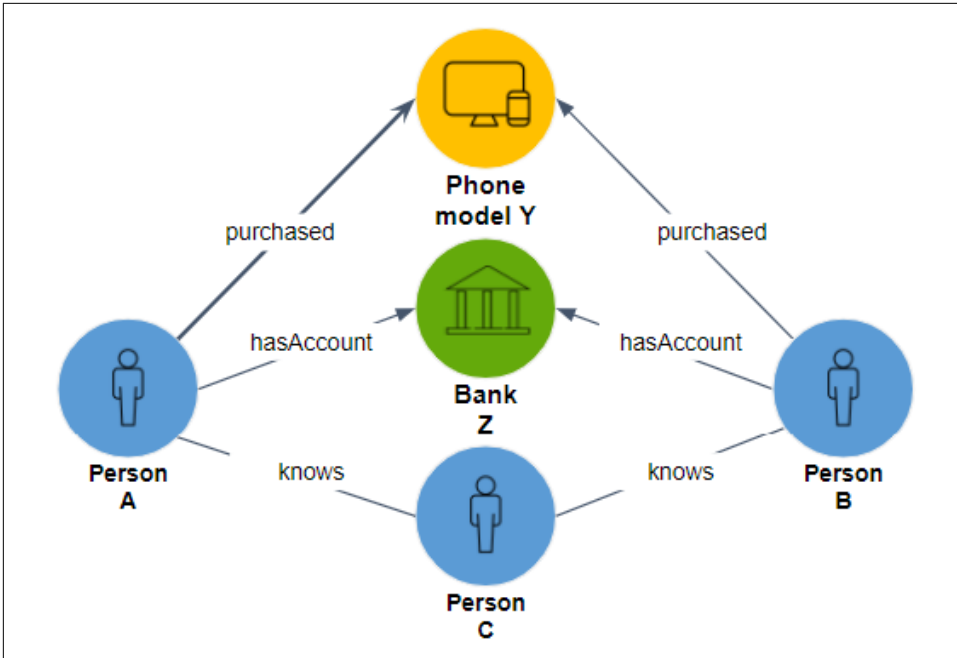 Phone
model Y
purchased
purchased
hasAccount
hasAccount
Bank
Z
Person
A
knows
knows
Person
B
Person
C